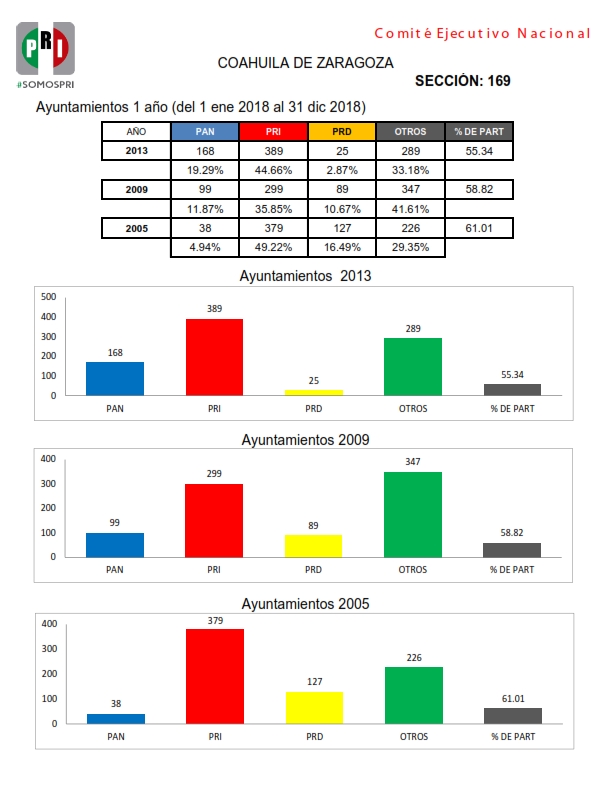 Comité Ejecutivo Nacional
PRI
#SOMOSPRI
COAHUILA DE ZARAGOZA
SECCIÓN: 169
Ayuntamientos 1 año (del 1 ene 2018 al 31 dic 2018)
AÑO PAN PRI PRD OTROS % DE PART
2013 168 389 25 289 55.34
19.29% 44.66% 2.87% 33.18%
2009 99 299 89 347 58.82
11.87% 35.85% 10.67% 41.61%
2005 38 379 127 226 61.01
4.94% 49.22% 16.49% 29.35%
Ayuntamientos 2013
500
400
300
200
100
0
168 389 25 289 55.34
PAN PRI PRD OTROS % DE PART
Ayuntamientos 2009
400
300
200
100
0
99 299 89 347 58.82
PAN PRI PRD OTROS % DE PART
Ayuntamientos 2005
400
300
200
100
0
38 379 127 226 61.01
PAN PRI PRD OTROS % DE PART